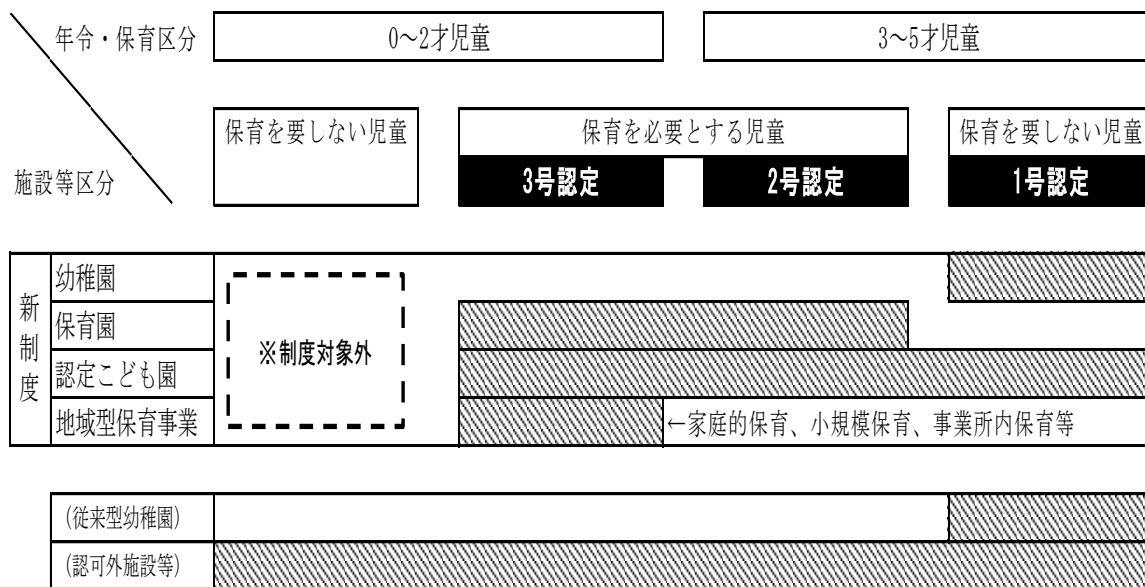 年令・保育区分
0~2才児童
3~5才児童
保育を要しない児童
保育を必要とする児童
保育を要しない児童
施設等区分
3号認定
2号認定
1号認定
新制度
幼稚園
保育園
※制度対象外
認定こども園
地域型保育事業
←家庭的保育、小規模保育、事業所内保育等
(従来型幼稚園)
(認可外施設等)